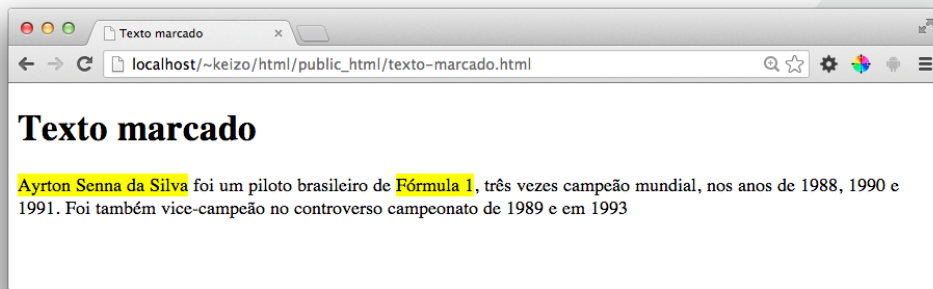 Texto marcado
localhost/~keizo/html/public_html/texto-marcado.html
Texto marcado
Ayrton Senna da Silva foi um piloto brasileiro de Fórmula 1, três vezes campeão mundial, nos anos de 1988, 1990 e
1991. Foi também vice-campeão no controverso campeonato de 1989 e em 1993